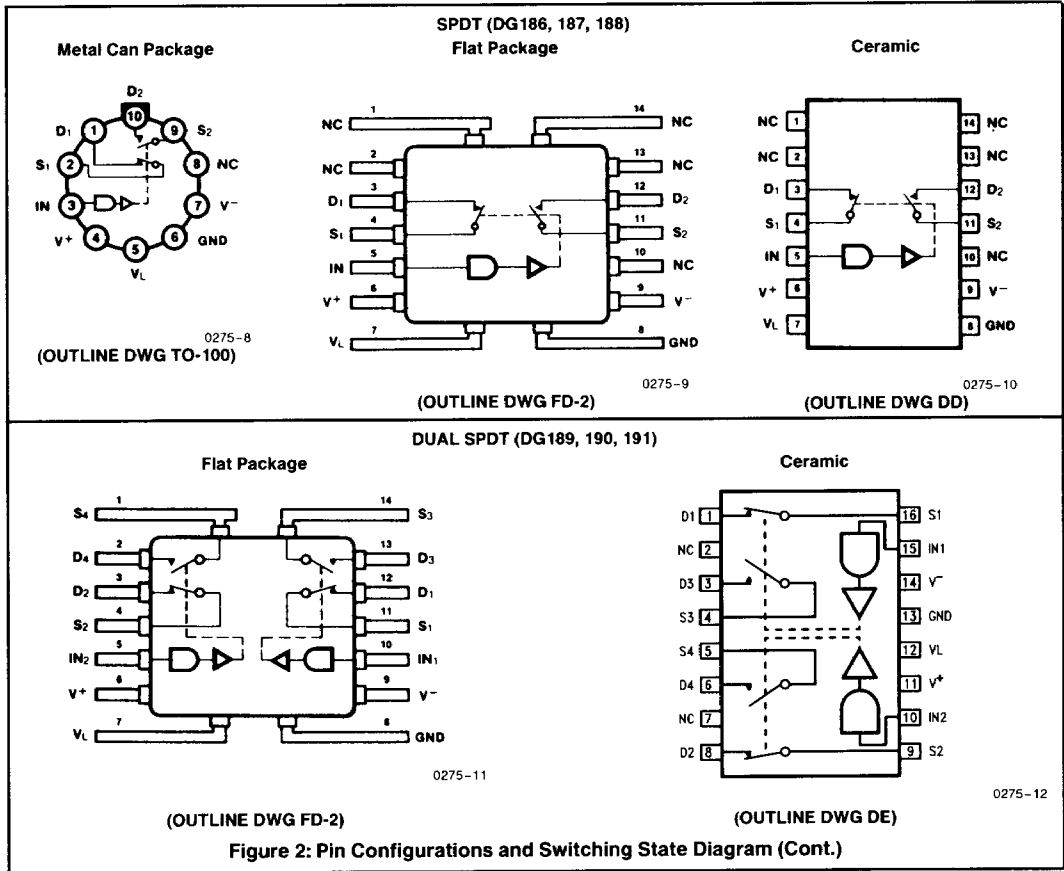 SPDT (DG186, 187, 188)
Metal Can Package
D2
D1 1 10 9 S2
S1 2 8 NC
IN 3 7 V−
V+ 4 5 6 GND
VL
0275-8
(OUTLINE DWG TO-100)
Flat Package
1 14
NC NC
2 13
NC NC
3 12
D1 D2
4 11
S1 S2
5 10
IN NC
6 9
V+ V−
7 8
VL GND
0275-9
(OUTLINE DWG FD-2)
Ceramic
NC 1 14 NC
NC 2 13 NC
D1 3 12 D2
S1 4 11 S2
IN 5 10 NC
V+ 6 9 V−
VL 7 8 GND
0275-10
(OUTLINE DWG DD)
DUAL SPDT (DG189, 190, 191)
Flat Package
1 14
S4 S3
2 13
D4 D3
3 12
D2 D1
4 11
S2 S1
5 10
IN2 IN1
6 9
V+ V−
7 8
VL GND
0275-11
(OUTLINE DWG FD-2)
Ceramic
D1 1 16 S1
NC 2 15 IN1
D3 3 14 V−
S3 4 13 GND
S4 5 12 VL
D4 6 11 V+
NC 7 10 IN2
D2 8 9 S2
0275-12
(OUTLINE DWG DE)
Figure 2: Pin Configurations and Switching State Diagram (Cont.)